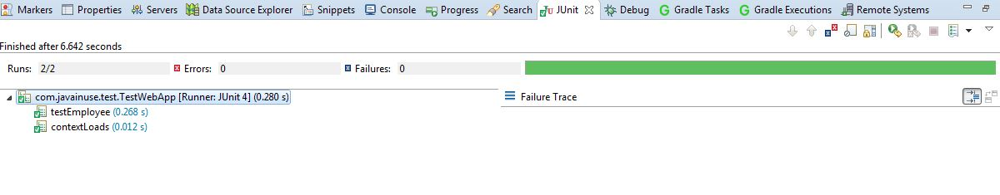 Markers Properties Servers Data Source Explorer Snippets Console Progress Search JUnit Debug Gradle Tasks Gradle Executions Remote Systems
Finished after 6.642 seconds
Runs: 2/2 Errors: 0 Failures: 0
com.javainuse.test.TestWebApp [Runner: JUnit 4] (0.280 s) Failure Trace
testEmployee (0.268 s)
contextLoads (0.012 s)